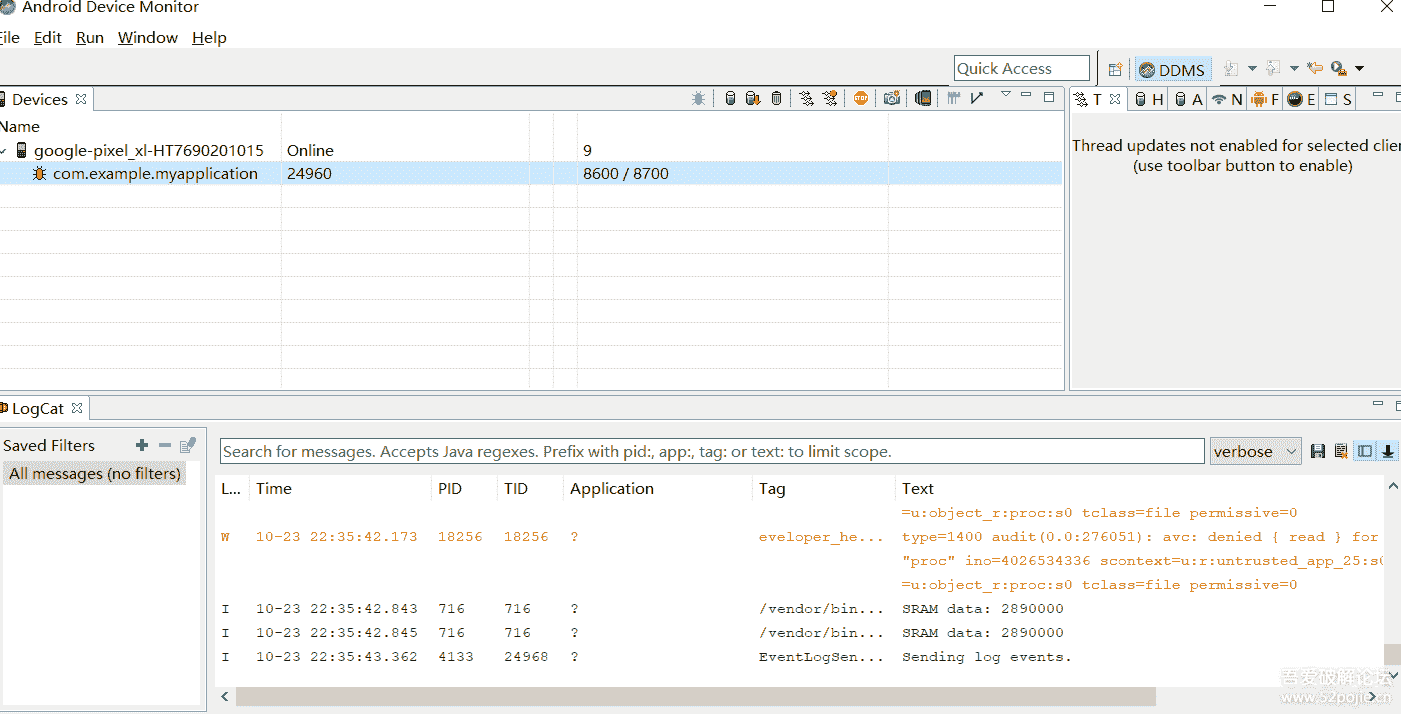 Android Device Monitor
File Edit Run Window Help
Quick Access
DDMS
Devices
T H A N F E S
Name
google-pixel_xl-HT7690201015 Online 9
com.example.myapplication 24960 8600 / 8700
Thread updates not enabled for selected clie
(use toolbar button to enable)
LogCat
Saved Filters
All messages (no filters)
Search for messages. Accepts Java regexes. Prefix with pid:, app:, tag: or text: to limit scope.
verbose
L... Time PID TID Application Tag Text
=u:object_r:proc:s0 tclass=file permissive=0
W 10-23 22:35:42.173 18256 18256 ? eveloper_he... type=1400 audit(0.0:276051): avc: denied { read } for
"proc" ino=4026534336 scontext=u:r:untrusted_app_25:s0
=u:object_r:proc:s0 tclass=file permissive=0
I 10-23 22:35:42.843 716 716 ? /vendor/bin... SRAM data: 2890000
I 10-23 22:35:42.845 716 716 ? /vendor/bin... SRAM data: 2890000
I 10-23 22:35:43.362 4133 24968 ? EventLogSen... Sending log events.
吾爱破解论坛
www.52pojie.cn